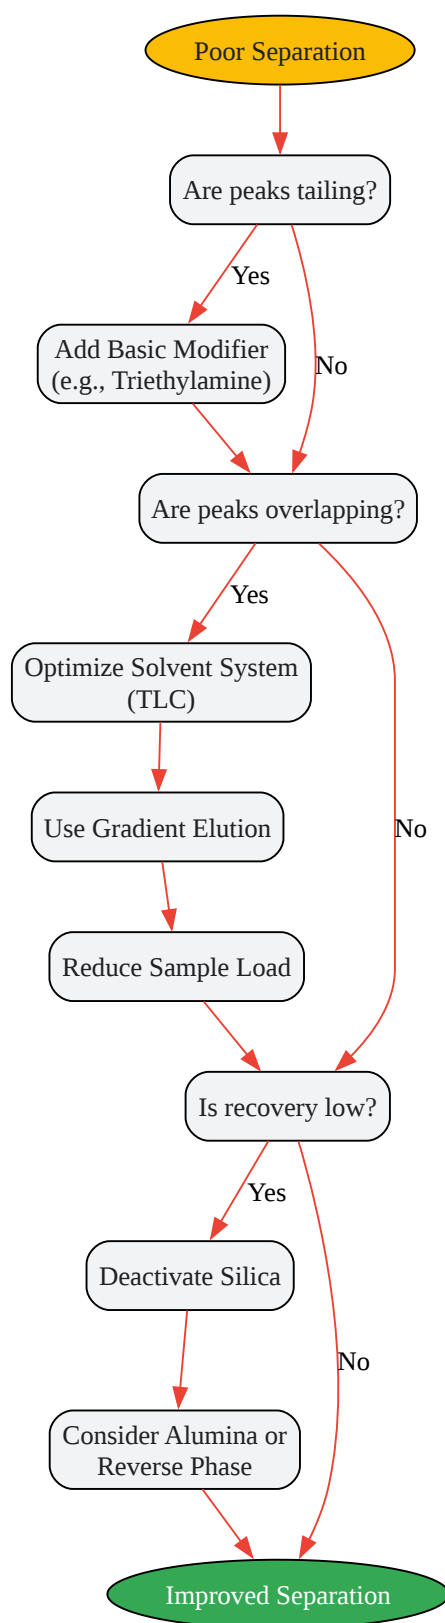 Poor Separation
Are peaks tailing?
Yes
Add Basic Modifier
(e.g., Triethylamine)
No
Are peaks overlapping?
Yes
Optimize Solvent System
(TLC)
Use Gradient Elution
No
Reduce Sample Load
Is recovery low?
Yes
Deactivate Silica
No
Consider Alumina or
Reverse Phase
Improved Separation